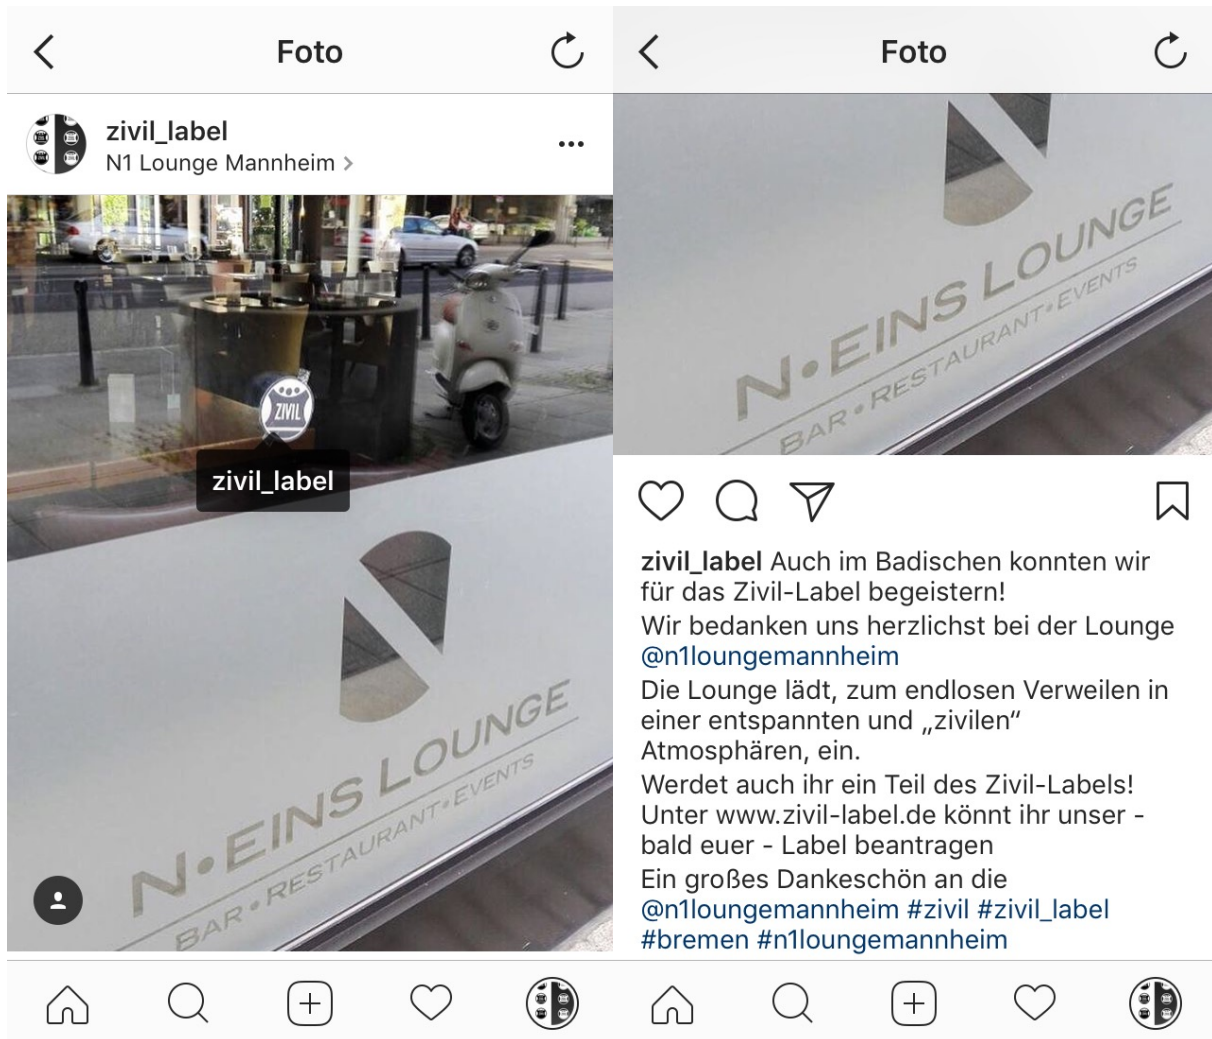 Foto
zivil_label
N1 Lounge Mannheim
ZIVIL
zivil_label
N•EINS LOUNGE
BAR•RESTAURANT•EVENTS
Foto
N•EINS LOUNGE
BAR•RESTAURANT•EVENTS
zivil_label Auch im Badischen konnten wir
für das Zivil-Label begeistern!
Wir bedanken uns herzlichst bei der Lounge
@n1loungemannheim
Die Lounge lädt, zum endlosen Verweilen in
einer entspannten und „zivilen“
Atmosphären, ein.
Werdet auch ihr ein Teil des Zivil-Labels!
Unter www.zivil-label.de könnt ihr unser -
bald euer - Label beantragen
Ein großes Dankeschön an die
@n1loungemannheim #zivil #zivil_label
#bremen #n1loungemannheim